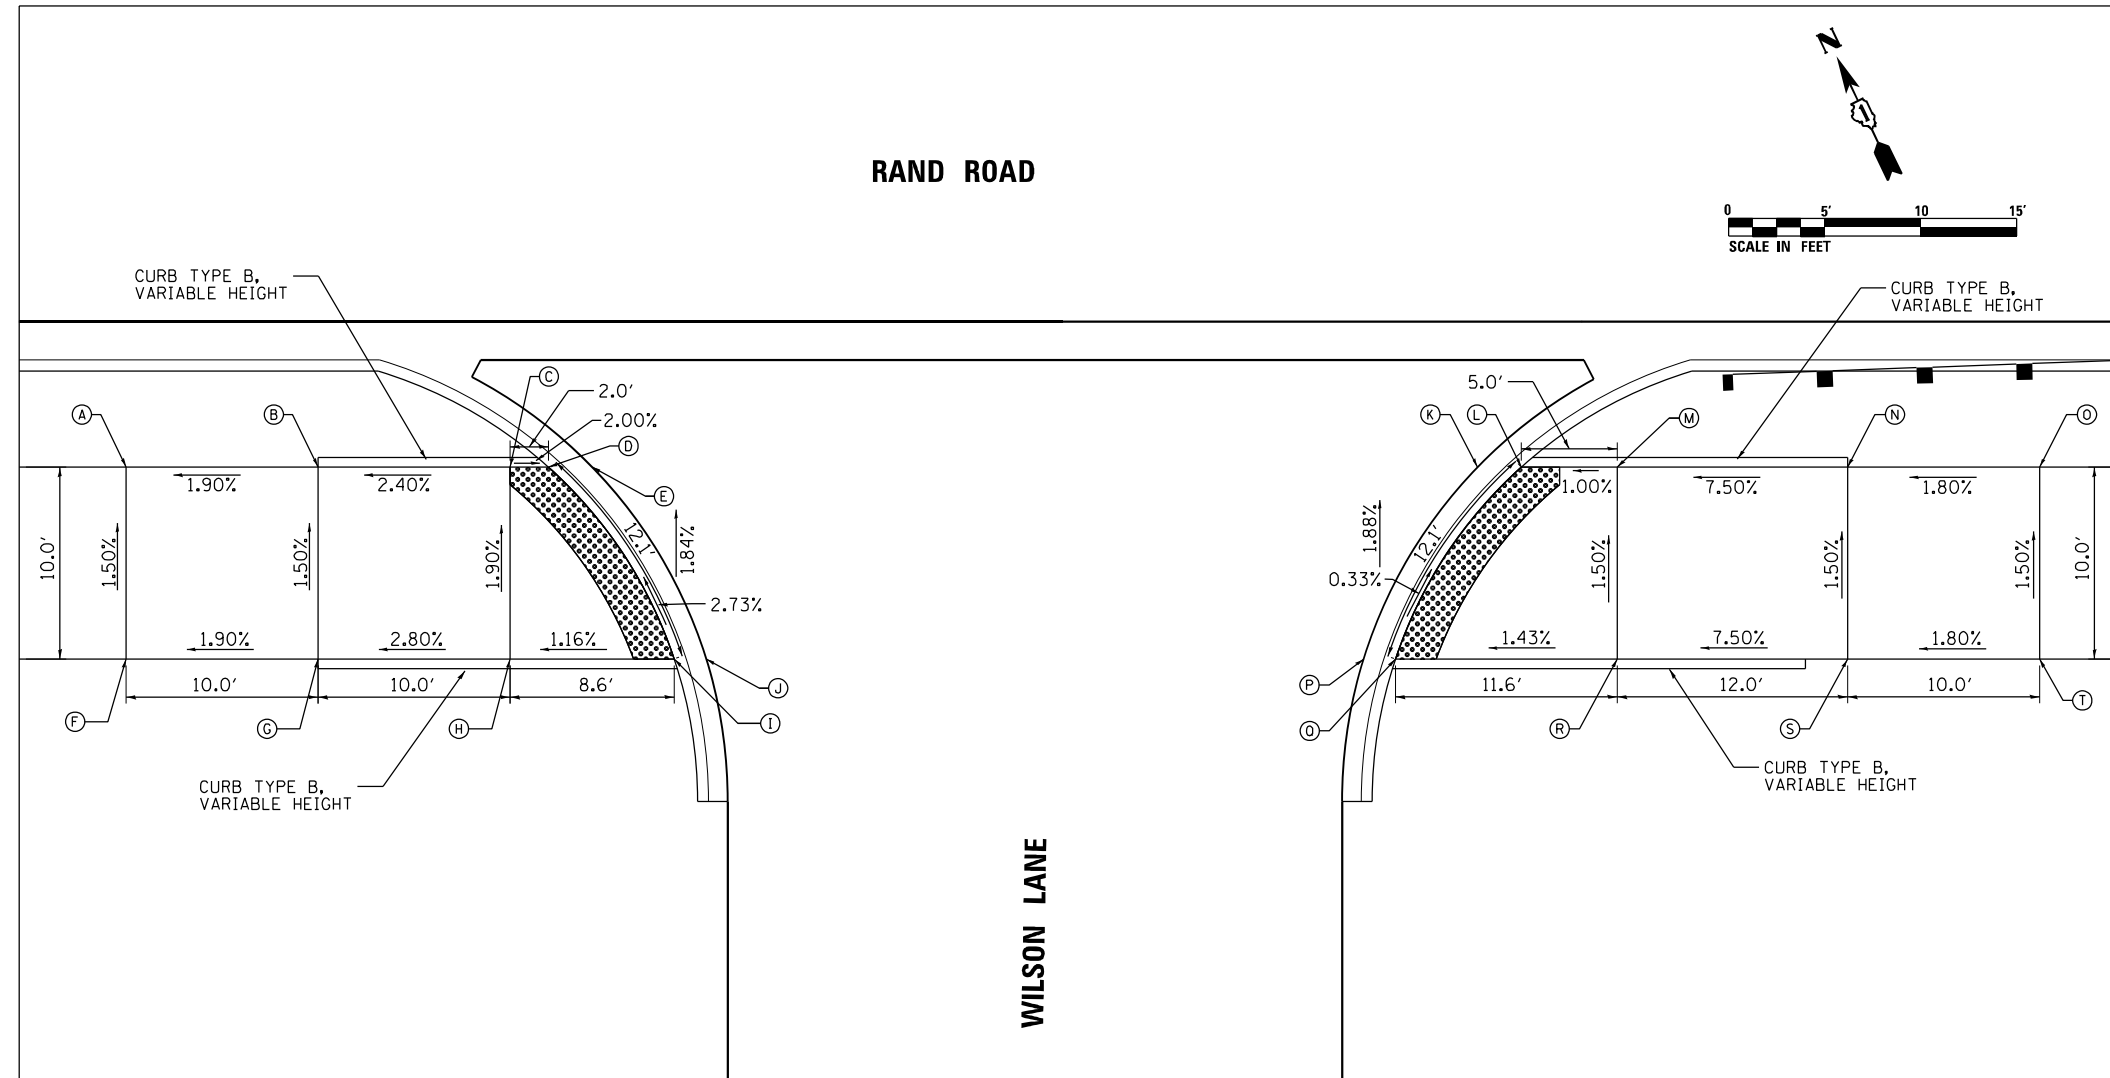 N
1
RAND ROAD
0 5' 10 15'
SCALE IN FEET
CURB TYPE B,
VARIABLE HEIGHT
CURB TYPE B,
VARIABLE HEIGHT
C
2.0'
2.00%
D
E
A
B
5.0'
K
L
M
N
O
1.90%
2.40%
1.00%
7.50%
1.80%
10.0'
1.50%
1.50%
1.90%
12.1'
1.84%
2.73%
1.88%
12.1'
0.33%
1.50%
1.50%
1.50%
10.0'
1.90%
2.80%
1.16%
1.43%
7.50%
1.80%
10.0'
10.0'
8.6'
11.6'
12.0'
10.0'
J
P
F
G
H
I
Q
R
S
T
CURB TYPE B,
VARIABLE HEIGHT
CURB TYPE B,
VARIABLE HEIGHT
WILSON LANE